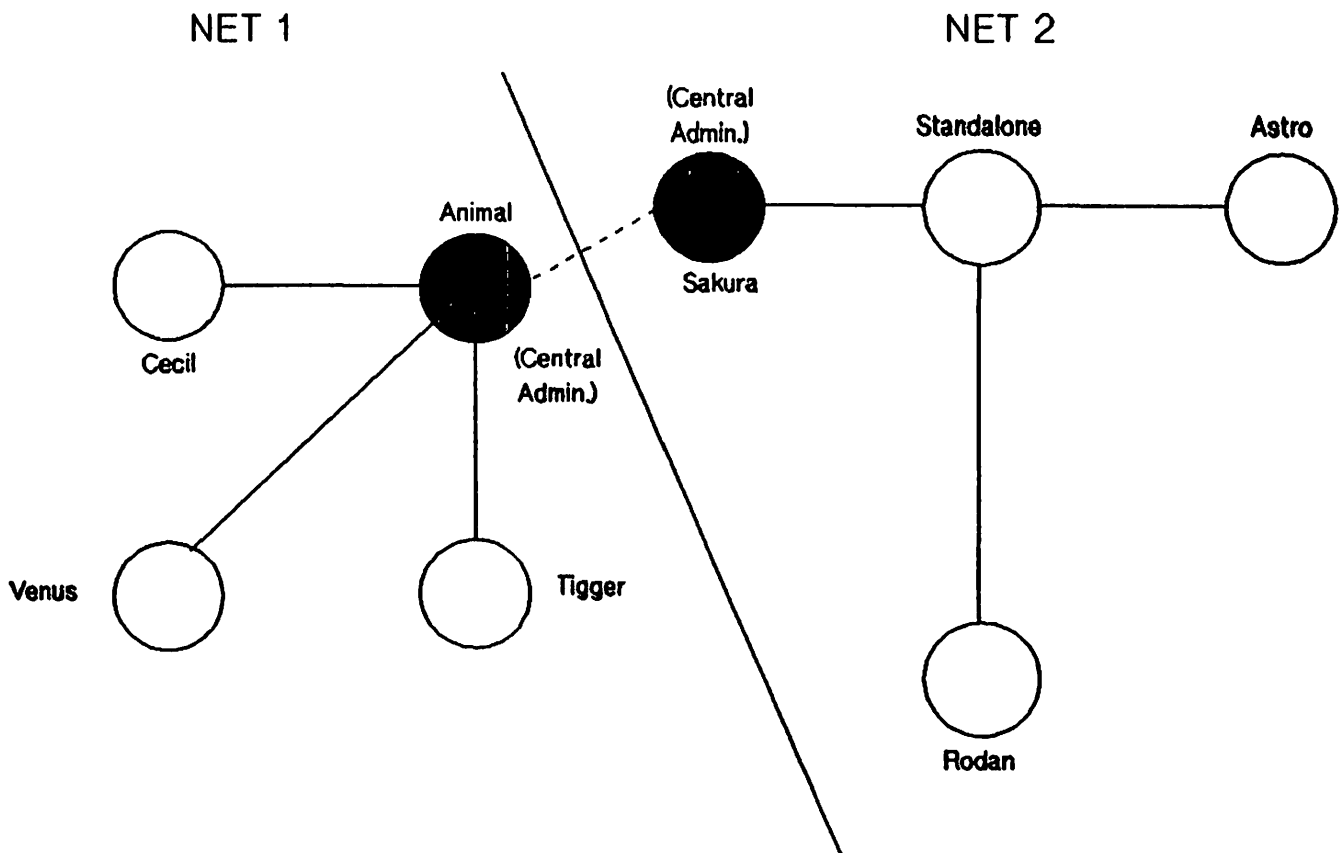 NET 1
NET 2
(Central
Admin.)
Standalone
Astro
Animal
Sakura
Cecil
(Central
Admin.)
Venus
Tigger
Rodan